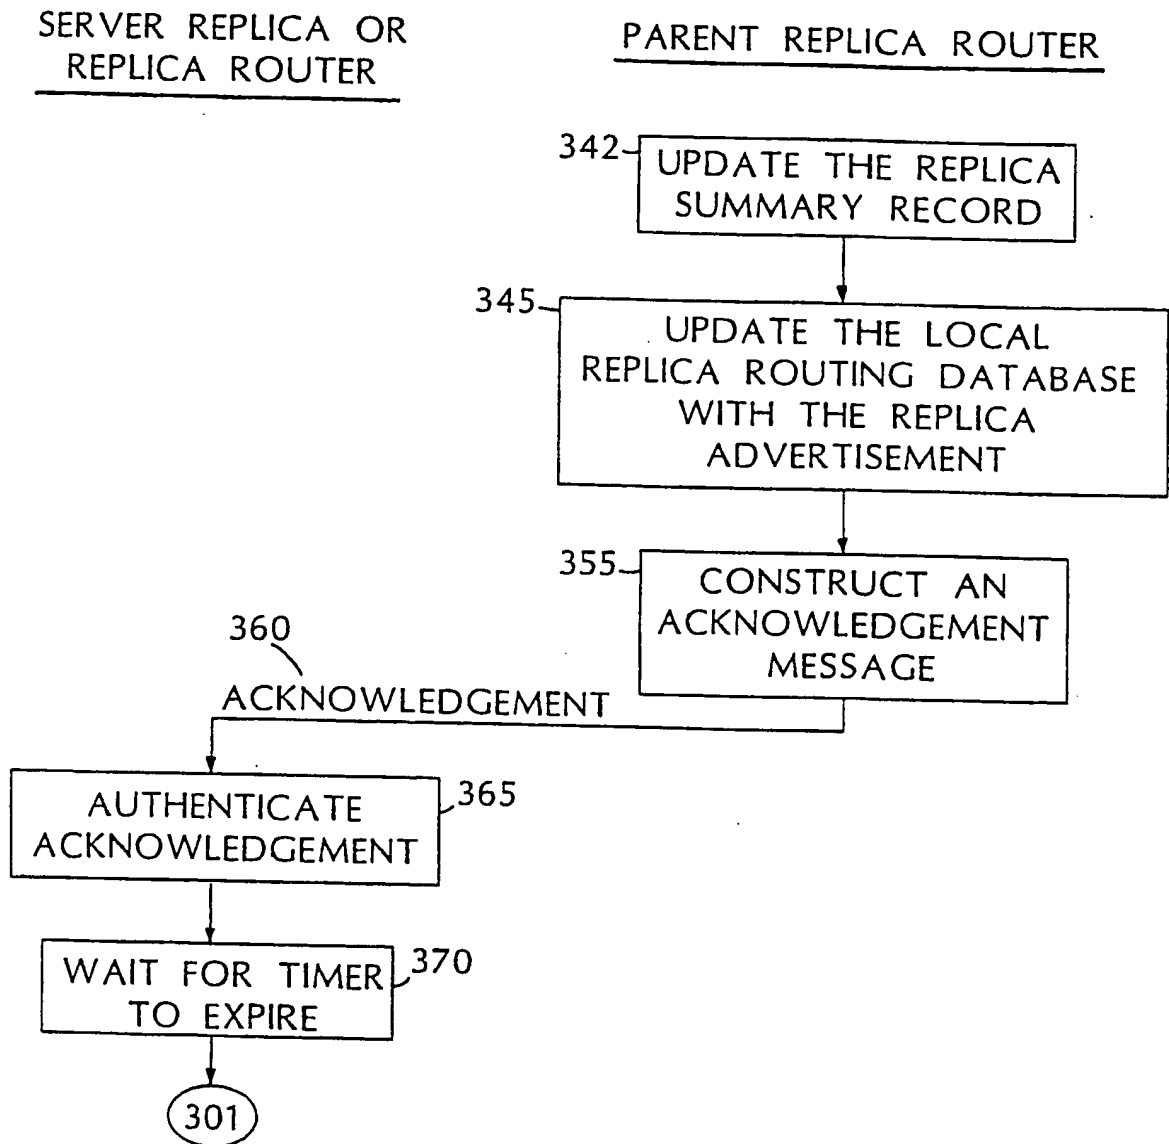 SERVER REPLICA OR
REPLICA ROUTER
PARENT REPLICA ROUTER
342
UPDATE THE REPLICA
SUMMARY RECORD
345
UPDATE THE LOCAL
REPLICA ROUTING DATABASE
WITH THE REPLICA
ADVERTISEMENT
355
CONSTRUCT AN
ACKNOWLEDGEMENT
MESSAGE
360
ACKNOWLEDGEMENT
AUTHENTICATE
ACKNOWLEDGEMENT
365
WAIT FOR TIMER
TO EXPIRE
370
301